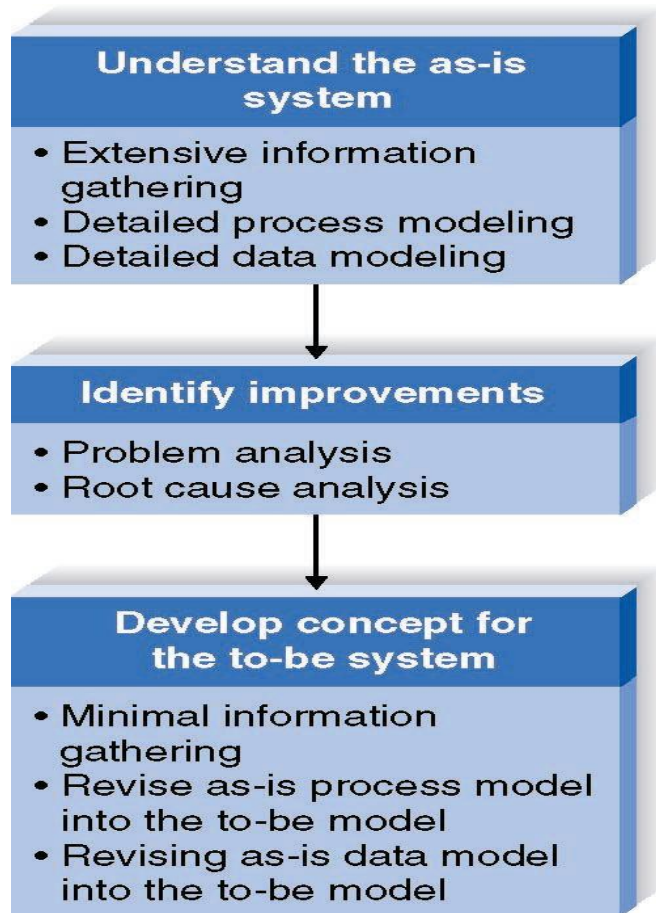 Understand the as-is
system
• Extensive information
gathering
• Detailed process modeling
• Detailed data modeling
Identify improvements
• Problem analysis
• Root cause analysis
Develop concept for
the to-be system
• Minimal information
gathering
• Revise as-is process model
into the to-be model
• Revising as-is data model
into the to-be model